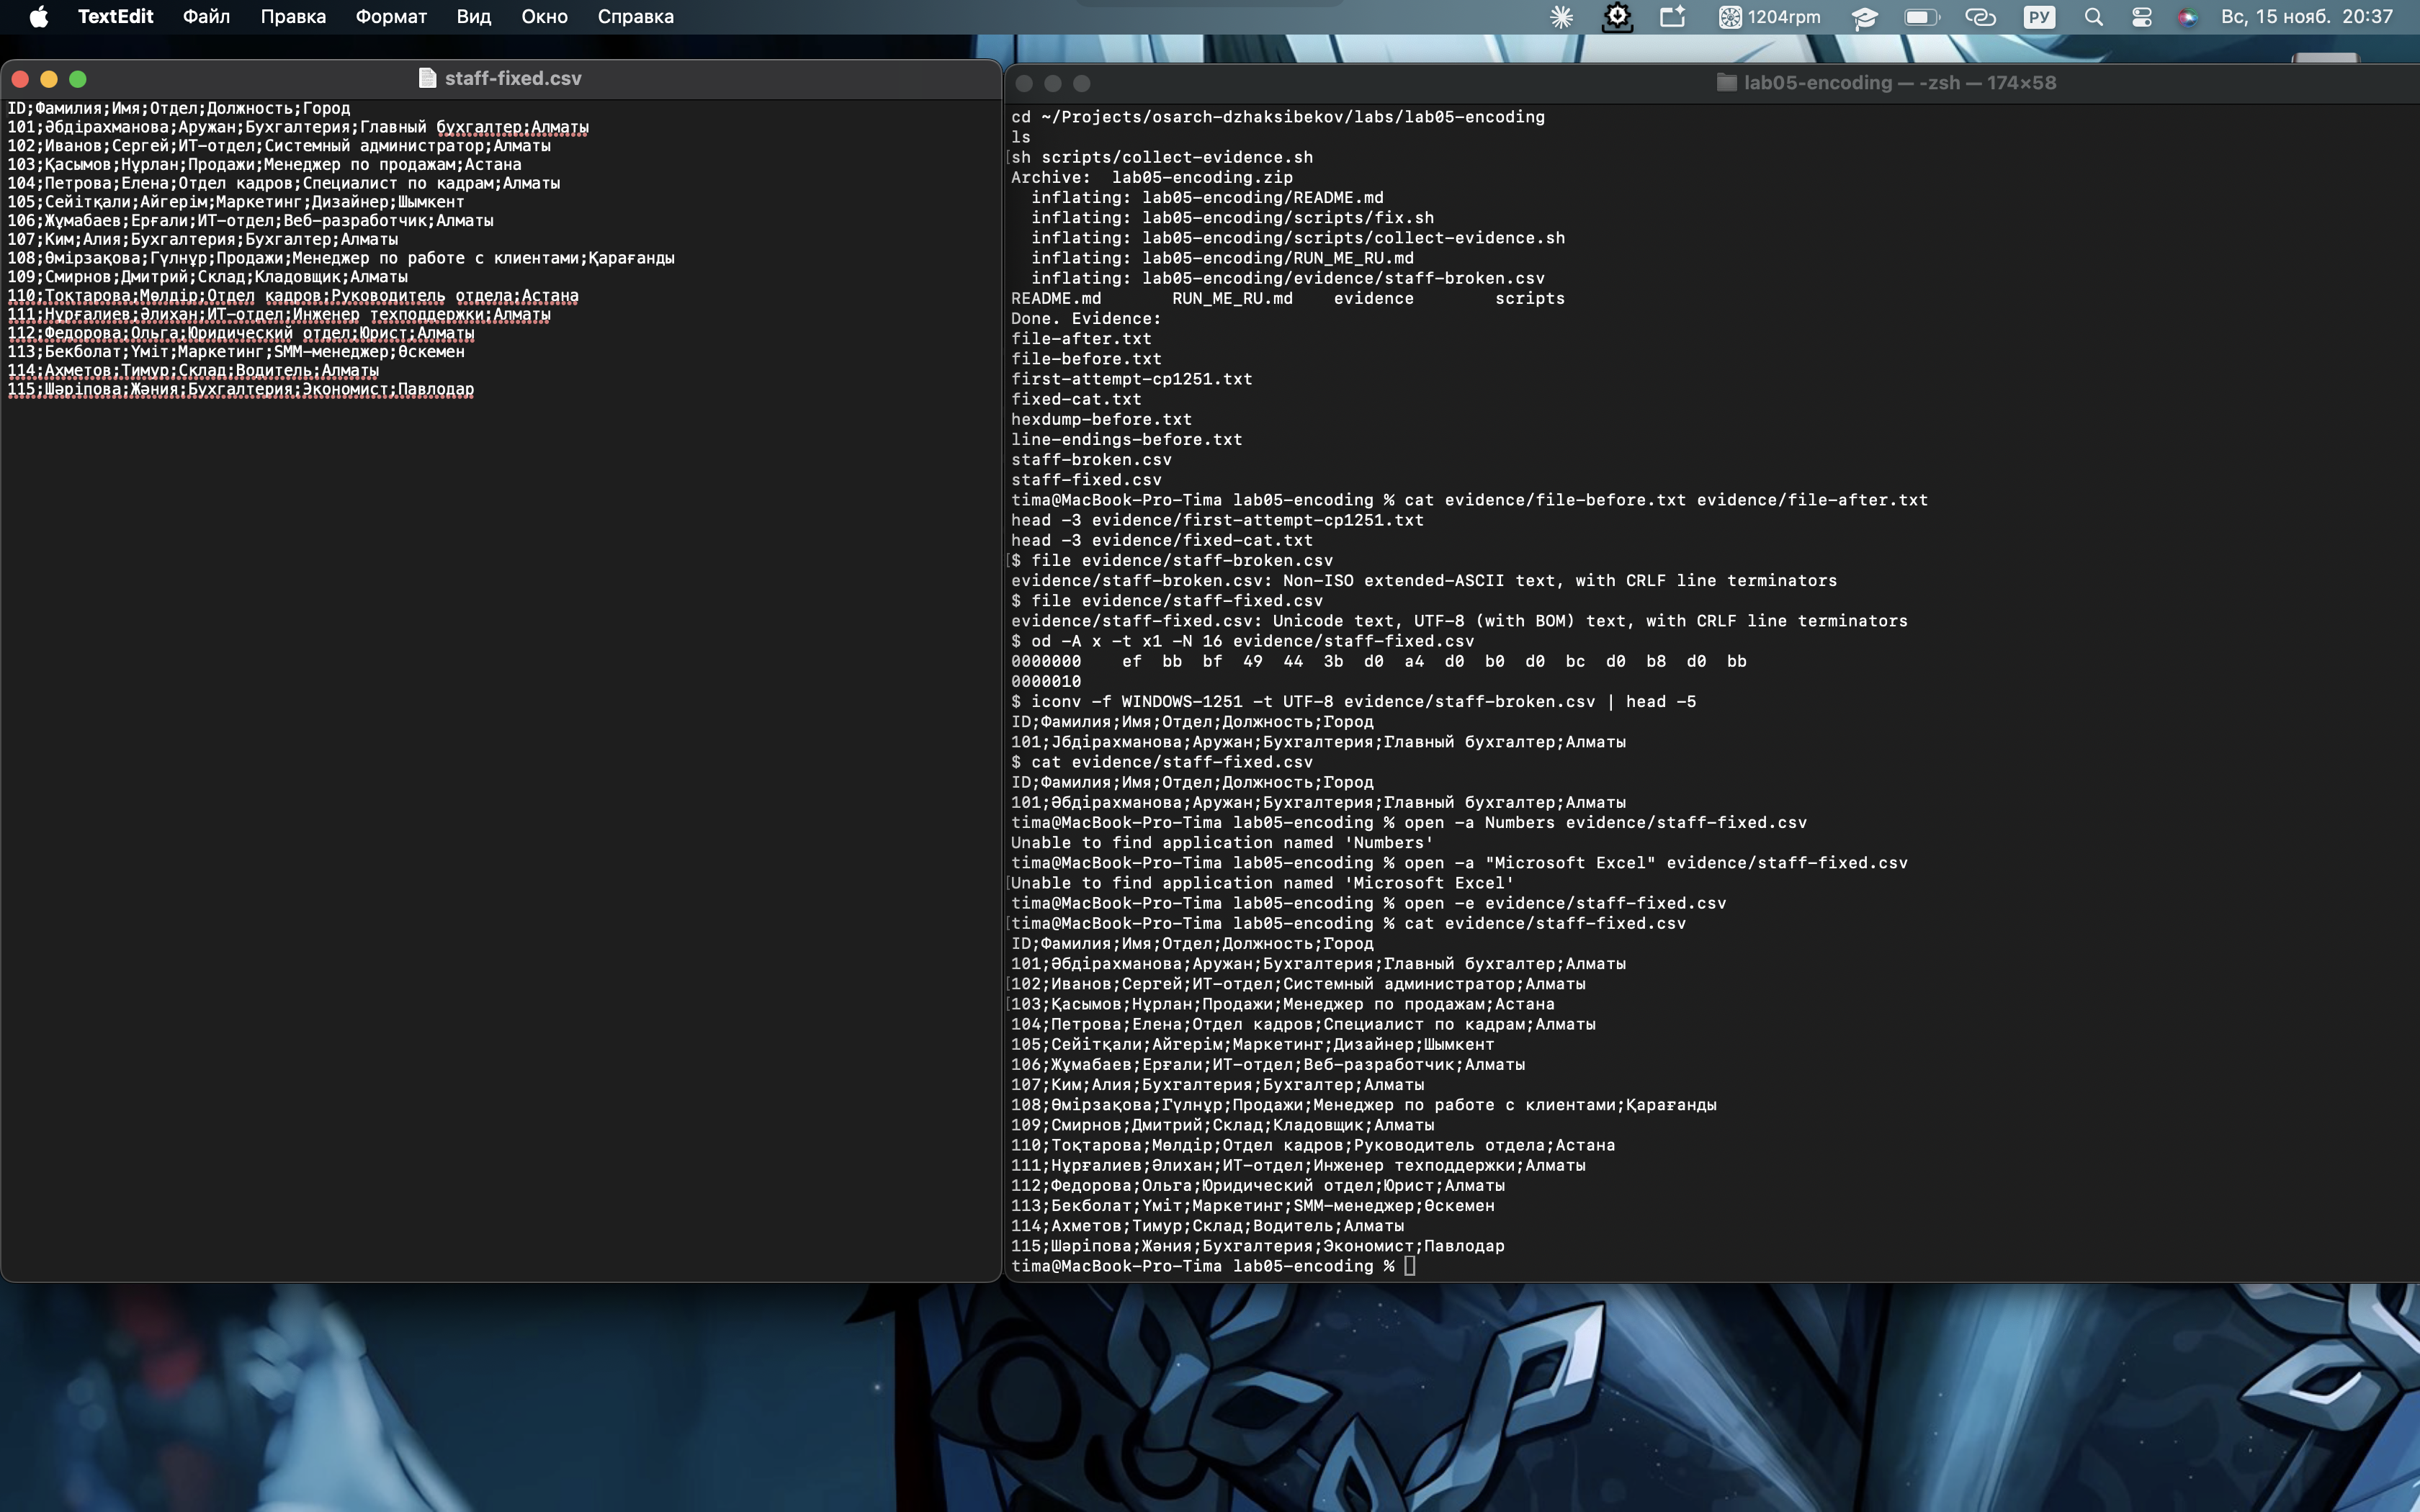 TextEdit Файл Правка Формат Вид Окно Справка 1204rpm РУ Вс, 15 нояб. 20:37
staff-fixed.csv
ID;Фамилия;Имя;Отдел;Должность;Город
101;Әбдірахманова;Аружан;Бухгалтерия;Главный бухгалтер;Алматы
102;Иванов;Сергей;ИТ-отдел;Системный администратор;Алматы
103;Қасымов;Нұрлан;Продажи;Менеджер по продажам;Астана
104;Петрова;Елена;Отдел кадров;Специалист по кадрам;Алматы
105;Сейітқали;Айгерім;Маркетинг;Дизайнер;Шымкент
106;Жұмабаев;Ерғали;ИТ-отдел;Веб-разработчик;Алматы
107;Ким;Алия;Бухгалтерия;Бухгалтер;Алматы
108;Өмірзақова;Гүлнұр;Продажи;Менеджер по работе с клиентами;Қарағанды
109;Смирнов;Дмитрий;Склад;Кладовщик;Алматы
110;Тоқтарова;Мөлдір;Отдел кадров;Руководитель отдела;Астана
111;Нұрғалиев;Әлихан;ИТ-отдел;Инженер техподдержки;Алматы
112;Федорова;Ольга;Юридический отдел;Юрист;Алматы
113;Бекболат;Үміт;Маркетинг;SMM-менеджер;Өскемен
114;Ахметов;Тимур;Склад;Водитель;Алматы
115;Шәріпова;Жәния;Бухгалтерия;Экономист;Павлодар
lab05-encoding — -zsh — 174×58
cd ~/Projects/osarch-dzhaksibekov/labs/lab05-encoding
ls
[sh scripts/collect-evidence.sh
Archive:  lab05-encoding.zip
  inflating: lab05-encoding/README.md
  inflating: lab05-encoding/scripts/fix.sh
  inflating: lab05-encoding/scripts/collect-evidence.sh
  inflating: lab05-encoding/RUN_ME_RU.md
  inflating: lab05-encoding/evidence/staff-broken.csv
README.md       RUN_ME_RU.md    evidence        scripts
Done. Evidence:
file-after.txt
file-before.txt
first-attempt-cp1251.txt
fixed-cat.txt
hexdump-before.txt
line-endings-before.txt
staff-broken.csv
staff-fixed.csv
tima@MacBook-Pro-Tima lab05-encoding % cat evidence/file-before.txt evidence/file-after.txt
head -3 evidence/first-attempt-cp1251.txt
head -3 evidence/fixed-cat.txt
[$ file evidence/staff-broken.csv
evidence/staff-broken.csv: Non-ISO extended-ASCII text, with CRLF line terminators
$ file evidence/staff-fixed.csv
evidence/staff-fixed.csv: Unicode text, UTF-8 (with BOM) text, with CRLF line terminators
$ od -A x -t x1 -N 16 evidence/staff-fixed.csv
0000000    ef  bb  bf  49  44  3b  d0  a4  d0  b0  d0  bc  d0  b8  d0  bb
0000010
$ iconv -f WINDOWS-1251 -t UTF-8 evidence/staff-broken.csv | head -5
ID;Фамилия;Имя;Отдел;Должность;Город
101;Јбдірахманова;Аружан;Бухгалтерия;Главный бухгалтер;Алматы
$ cat evidence/staff-fixed.csv
ID;Фамилия;Имя;Отдел;Должность;Город
101;Әбдірахманова;Аружан;Бухгалтерия;Главный бухгалтер;Алматы
tima@MacBook-Pro-Tima lab05-encoding % open -a Numbers evidence/staff-fixed.csv
Unable to find application named 'Numbers'
tima@MacBook-Pro-Tima lab05-encoding % open -a "Microsoft Excel" evidence/staff-fixed.csv
[Unable to find application named 'Microsoft Excel'
tima@MacBook-Pro-Tima lab05-encoding % open -e evidence/staff-fixed.csv
[tima@MacBook-Pro-Tima lab05-encoding % cat evidence/staff-fixed.csv
ID;Фамилия;Имя;Отдел;Должность;Город
101;Әбдірахманова;Аружан;Бухгалтерия;Главный бухгалтер;Алматы
[102;Иванов;Сергей;ИТ-отдел;Системный администратор;Алматы
[103;Қасымов;Нұрлан;Продажи;Менеджер по продажам;Астана
104;Петрова;Елена;Отдел кадров;Специалист по кадрам;Алматы
105;Сейітқали;Айгерім;Маркетинг;Дизайнер;Шымкент
106;Жұмабаев;Ерғали;ИТ-отдел;Веб-разработчик;Алматы
107;Ким;Алия;Бухгалтерия;Бухгалтер;Алматы
108;Өмірзақова;Гүлнұр;Продажи;Менеджер по работе с клиентами;Қарағанды
109;Смирнов;Дмитрий;Склад;Кладовщик;Алматы
110;Тоқтарова;Мөлдір;Отдел кадров;Руководитель отдела;Астана
111;Нұрғалиев;Әлихан;ИТ-отдел;Инженер техподдержки;Алматы
112;Федорова;Ольга;Юридический отдел;Юрист;Алматы
113;Бекболат;Үміт;Маркетинг;SMM-менеджер;Өскемен
114;Ахметов;Тимур;Склад;Водитель;Алматы
115;Шәріпова;Жәния;Бухгалтерия;Экономист;Павлодар
tima@MacBook-Pro-Tima lab05-encoding %